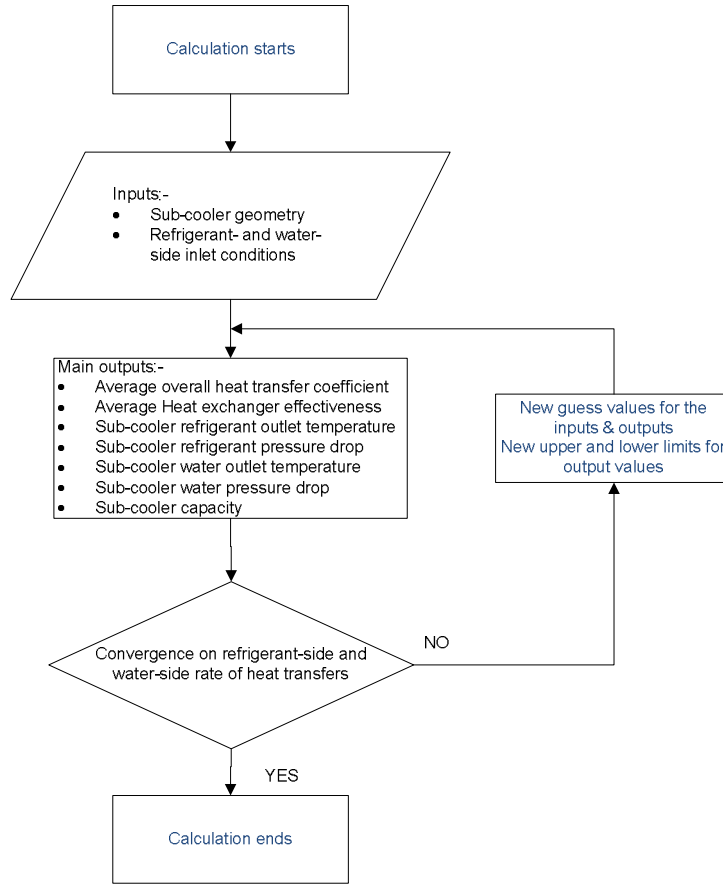 Calculation starts
Inputs:-
• Sub-cooler geometry
• Refrigerant- and water-
side inlet conditions
Main outputs:-
• Average overall heat transfer coefficient
• Average Heat exchanger effectiveness
• Sub-cooler refrigerant outlet temperature
• Sub-cooler refrigerant pressure drop
• Sub-cooler water outlet temperature
• Sub-cooler water pressure drop
• Sub-cooler capacity
New guess values for the
inputs & outputs
New upper and lower limits for
output values
Convergence on refrigerant-side and
water-side rate of heat transfers
NO
YES
Calculation ends